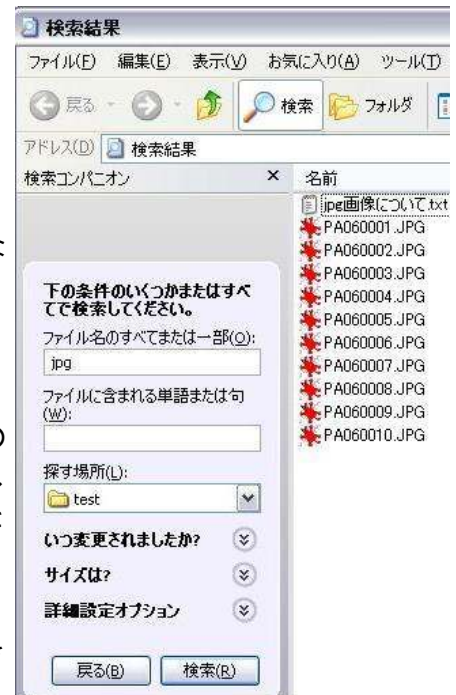 検索結果
ファイル(F) 編集(E) 表示(V) お気に入り(A) ツール(T)
戻る 検索 フォルダ
アドレス(D) 検索結果
検索コンパニオン ×
名前
jpg画像について.txt
PA060001.JPG
PA060002.JPG
PA060003.JPG
PA060004.JPG
PA060005.JPG
PA060006.JPG
PA060007.JPG
PA060008.JPG
PA060009.JPG
PA060010.JPG
下の条件のいくつかまたはすべ
てで検索してください。
ファイル名のすべてまたは一部(O):
jpg
ファイルに含まれる単語または句
(W):
探す場所(L):
test
いつ変更されましたか?
サイズは?
詳細設定オプション
戻る(B) 検索(R)